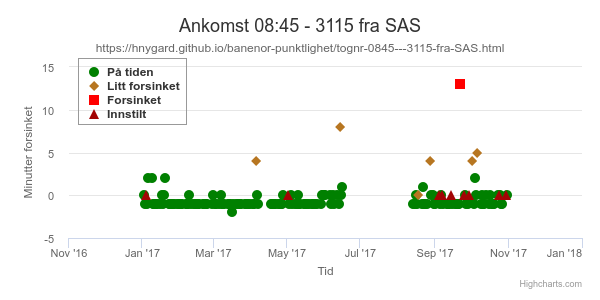 Ankomst 08:45 - 3115 fra SAS
https://hnygard.github.io/banenor-punktlighet/tognr-0845---3115-fra-SAS.html
På tiden
Litt forsinket
Forsinket
Innstilt
Minutter forsinket
15
10
5
0
-5
Nov '16
Jan '17
Mar '17
May '17
Jul '17
Sep '17
Nov '17
Jan '18
Tid
Highcharts.com